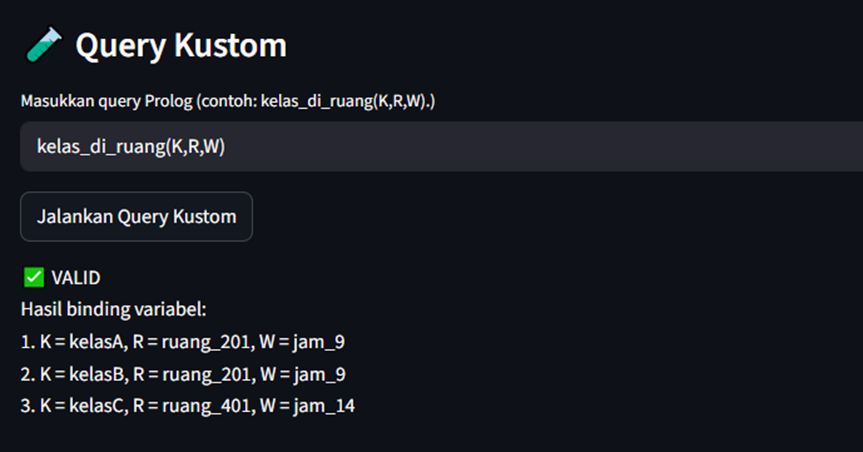 Query Kustom
Masukkan query Prolog (contoh: kelas_di_ruang(K,R,W).)
kelas_di_ruang(K,R,W)
Jalankan Query Kustom
VALID
Hasil binding variabel:
1. K = kelasA, R = ruang_201, W = jam_9
2. K = kelasB, R = ruang_201, W = jam_9
3. K = kelasC, R = ruang_401, W = jam_14